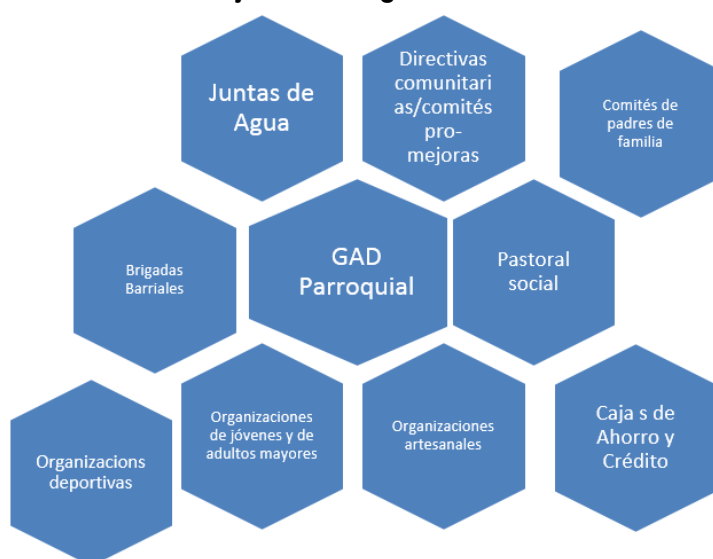 Juntas de
Agua
Directivas
comunitari
as/comités
pro-
mejoras
Comités de
padres de
familia
Brigadas
Barriales
GAD
Parroquial
Pastoral
social
Organizacions
deportivas
Organizaciones
de jóvenes y de
adultos mayores
Organizaciones
artesanales
Caja s de
Ahorro y
Crédito